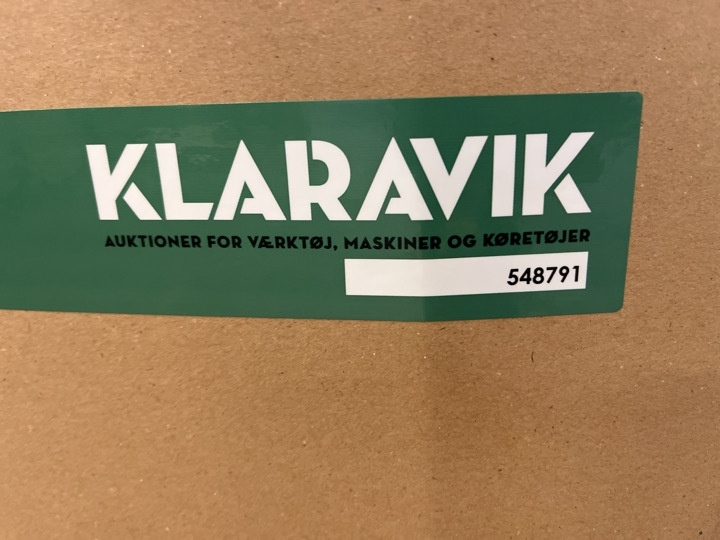 KLARAVIK
AUKTIONER FOR VÆRKTØJ, MASKINER OG KØRETØJER
548791